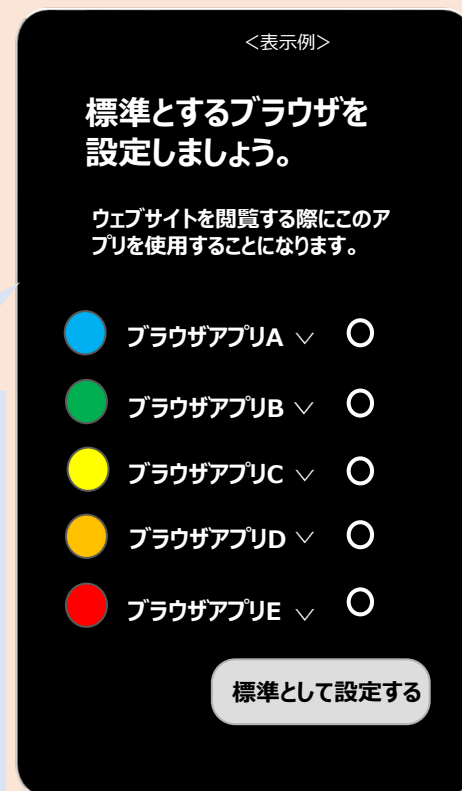 <表示例>
標準とするブラウザを
設定しましょう。
ウェブサイトを閲覧する際にこのア
プリを使用することになります。
ブラウザアプリA
ブラウザアプリB
ブラウザアプリC
ブラウザアプリD
ブラウザアプリE
標準として設定する